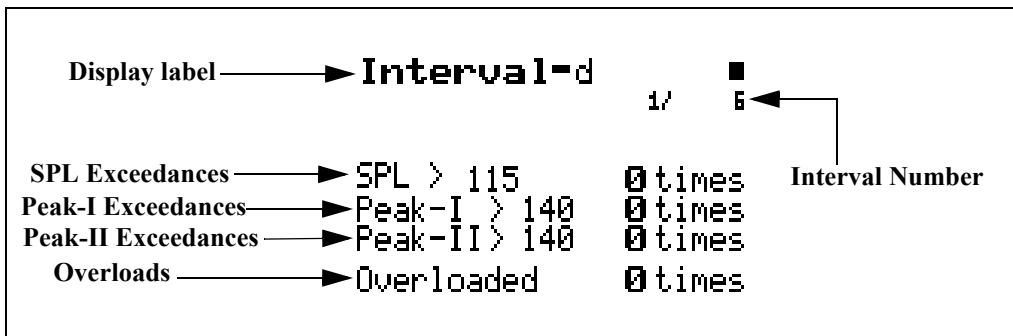 Display label Interval-d
1/ 6
SPL Exceedances SPL > 115 0 times Interval Number
Peak-I Exceedances Peak-I > 140 0 times
Peak-II Exceedances Peak-II> 140 0 times
Overloads Overloaded 0 times